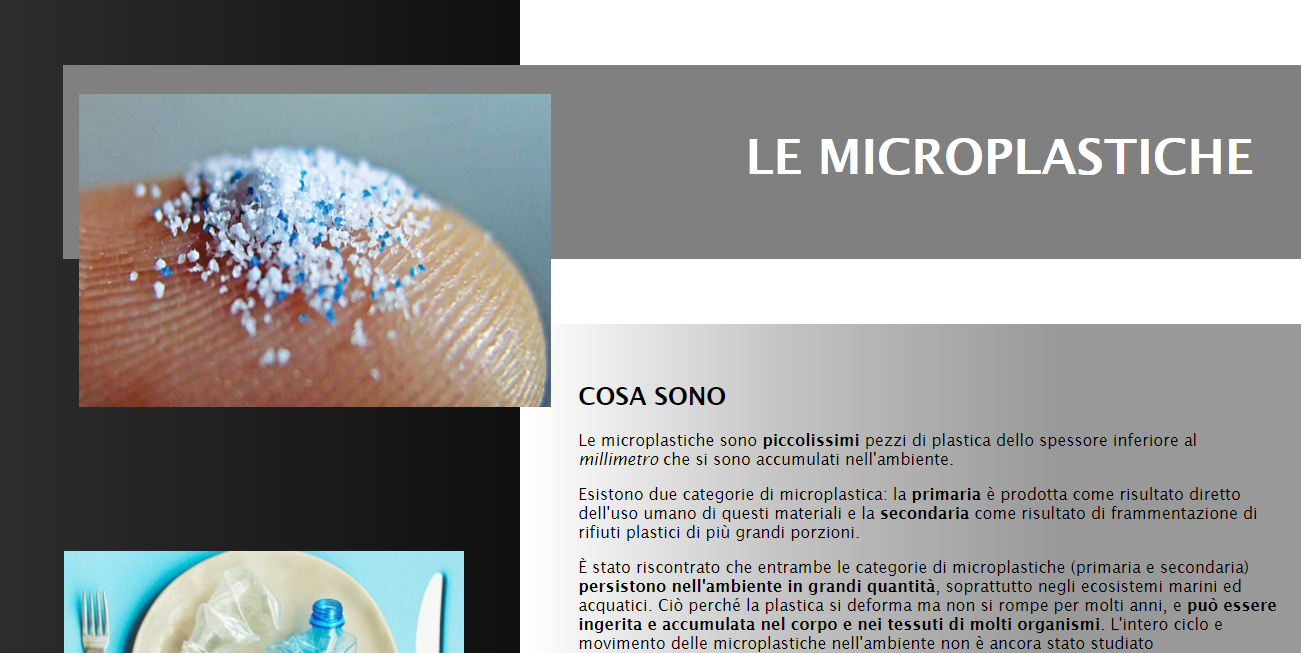 LE MICROPLASTICHE
COSA SONO
Le microplastiche sono piccolissimi pezzi di plastica dello spessore inferiore al
millimetro che si sono accumulati nell'ambiente.
Esistono due categorie di microplastica: la primaria è prodotta come risultato diretto
dell'uso umano di questi materiali e la secondaria come risultato di frammentazione di
rifiuti plastici di più grandi porzioni.
È stato riscontrato che entrambe le categorie di microplastiche (primaria e secondaria)
persistono nell'ambiente in grandi quantità, soprattutto negli ecosistemi marini ed
acquatici. Ciò perché la plastica si deforma ma non si rompe per molti anni, e può essere
ingerita e accumulata nel corpo e nei tessuti di molti organismi. L'intero ciclo e
movimento delle microplastiche nell'ambiente non è ancora stato studiato